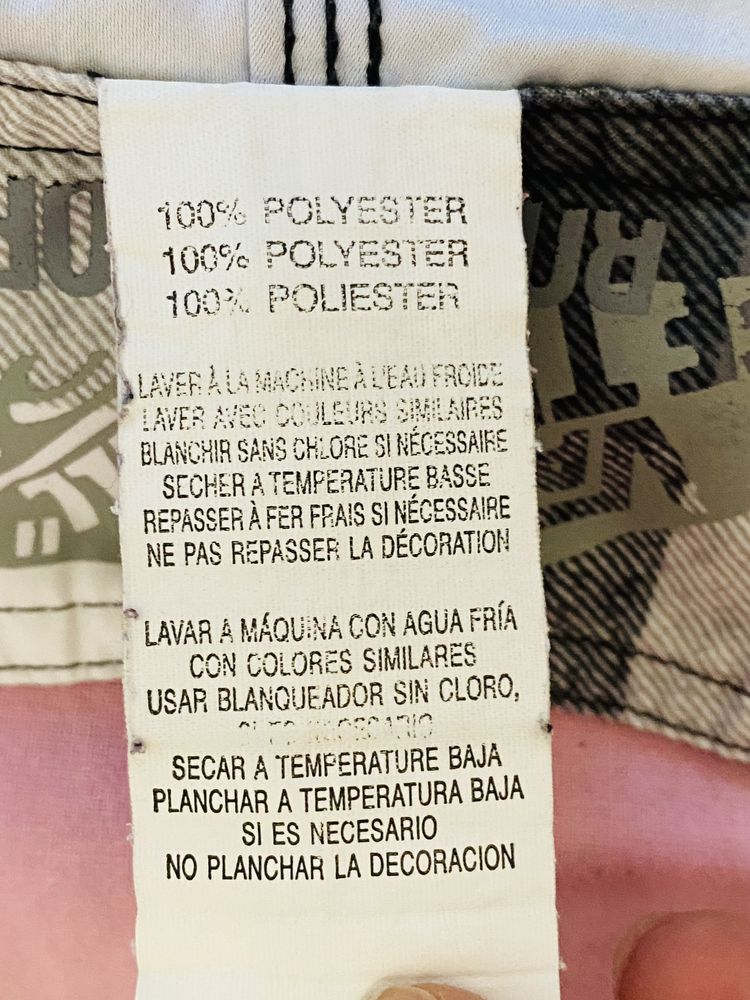 100% POLYESTER
100% POLYESTER
100% POLIESTER
LAVER À LA MACHINE À L'EAU FROIDE
LAVER AVEC COULEURS SIMILAIRES
BLANCHIR SANS CHLORE SI NÉCESSAIRE
SECHER A TEMPERATURE BASSE
REPASSER À FER FRAIS SI NÉCESSAIRE
NE PAS REPASSER LA DÉCORATION
LAVAR A MÁQUINA CON AGUA FRÍA
CON COLORES SIMILARES
USAR BLANQUEADOR SIN CLORO,
SI ES NECESARIO
SECAR A TEMPERATURE BAJA
PLANCHAR A TEMPERATURA BAJA
SI ES NECESARIO
NO PLANCHAR LA DECORACION